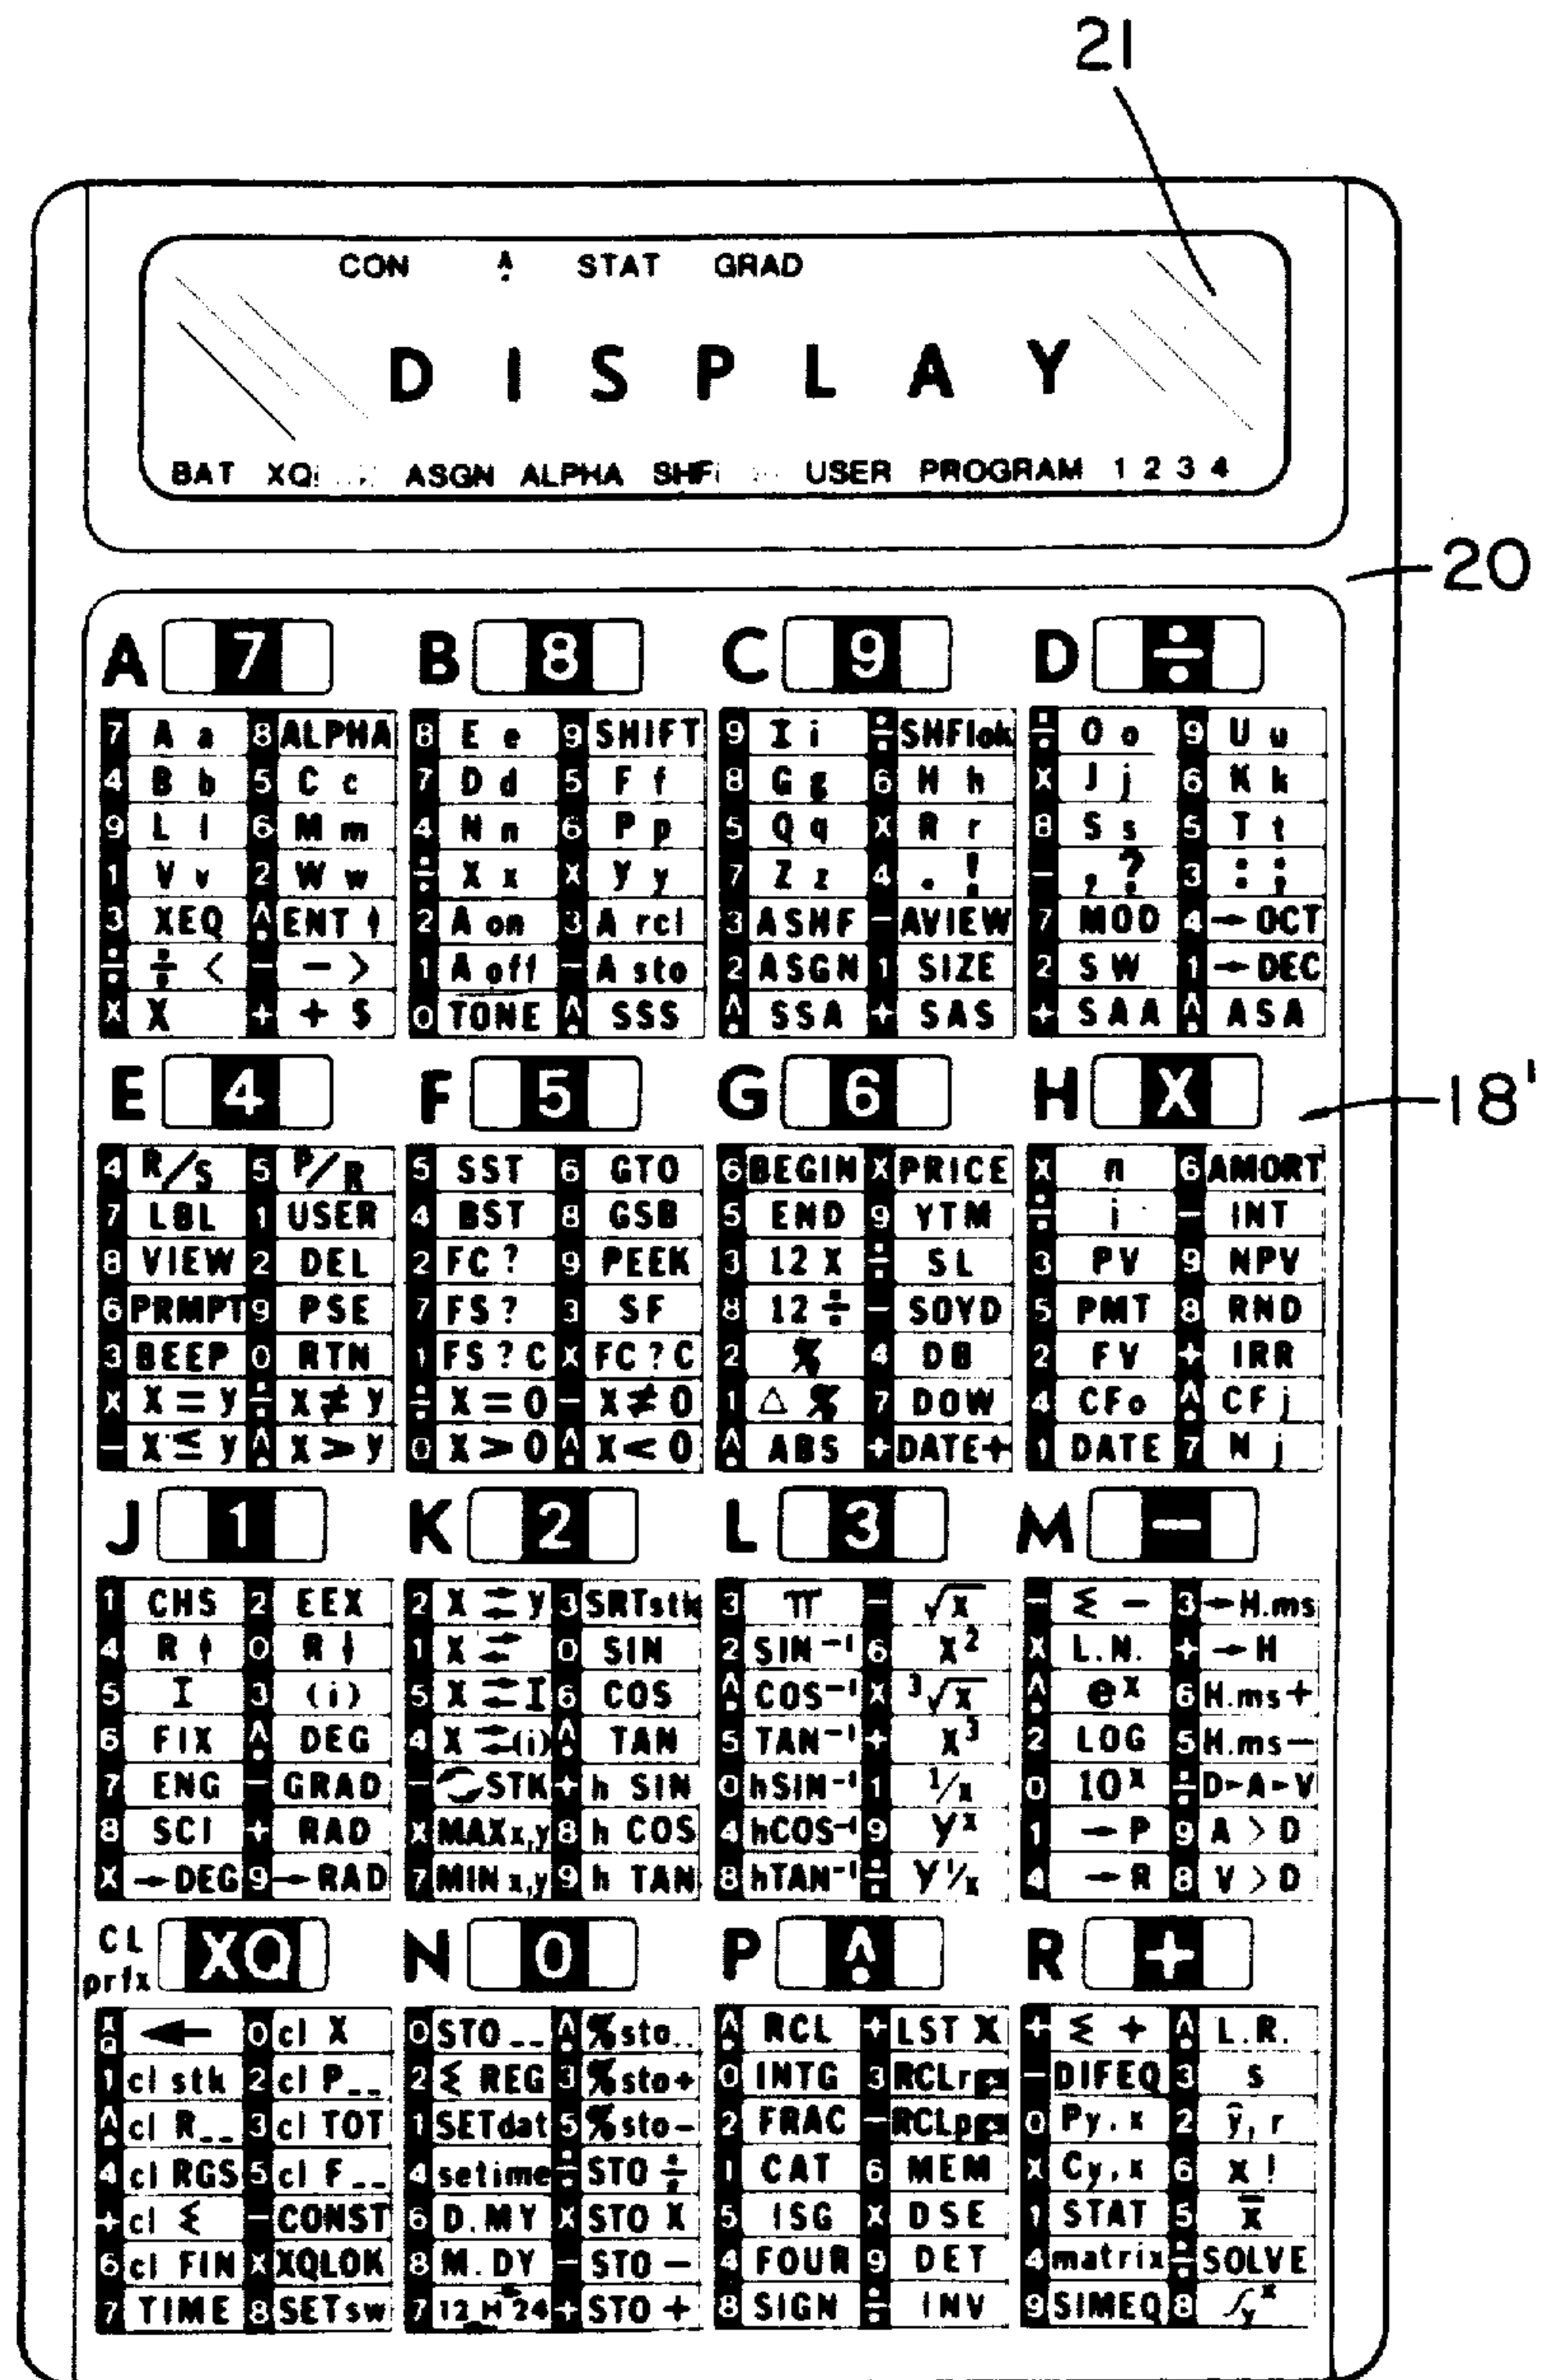 21
CON ^. STAT GRAD
DISPLAY
BAT XQ ASGN ALPHA SHF USER PROGRAM 1 2 3 4
20
A 7 B 8 C 9 D ÷
7 A a 8 ALPHA 8 E e 9 SHIFT 9 I i ÷ SHFlok ÷ O o 9 U u
4 B b 5 C c 7 D d 5 F f 8 G g 6 H h X J j 6 K k
9 L l 6 M m 4 N n 6 P p 5 Q q X R r 8 S s 5 T t
1 V v 2 W w ÷ X x X Y y 7 Z z 4 . ! − , ? 3 : ;
3 XEQ ^. ENT ↑ 2 A on 3 A rcl 3 ASHF − AVIEW 7 MOD 4 →OCT
÷ ÷ < − − > 1 A off − A sto 2 ASGN 1 SIZE 2 SW 1 →DEC
X X + + $ 0 TONE ^. SSS ^. SSA + SAS + SAA ^. ASA
E 4 F 5 G 6 H X 18'
4 R/S 5 P/R 5 SST 6 GTO 6 BEGIN X PRICE X n 6 AMORT
7 LBL 1 USER 4 BST 8 GSB 5 END 9 YTM ÷ i − INT
8 VIEW 2 DEL 2 FC? 9 PEEK 3 12 X ÷ SL 3 PV 9 NPV
6 PRMPT 9 PSE 7 FS? 3 SF 8 12 ÷ − SOYD 5 PMT 8 RND
3 BEEP 0 RTN 1 FS?C X FC?C 2 % 4 DB 2 FV + IRR
X X=y ÷ X≠y ÷ X=0 − X≠0 1 △ % 7 DOW 4 CFo ^. CFj
− X≤y ^. X>y 0 X>0 ^. X<0 ^. ABS + DATE+ 1 DATE 7 Nj
J 1 K 2 L 3 M −
1 CHS 2 EEX 2 X⇄y 3 SRTstk 3 π − √x − Σ − 3 →H.ms
4 R↑ 0 R↓ 1 X⇄ 0 SIN 2 SIN⁻¹ 6 X² X L.N. + →H
5 I 3 (i) 5 X⇄I 6 COS ^. COS⁻¹ X ³√x ^. eˣ 6 H.ms+
6 FIX ^. DEG 4 X⇄(i) ^. TAN 5 TAN⁻¹ + X³ 2 LOG 5 H.ms−
7 ENG − GRAD − STK + h SIN 0 hSIN⁻¹ 1 1/x 0 10ˣ ÷ D▸A▸V
8 SCI + RAD X MAXx,y 8 h COS 4 hCOS⁻¹ 9 yˣ 1 →P 9 A > D
X →DEG 9 →RAD 7 MIN x,y 9 h TAN 8 hTAN⁻¹ ÷ y¹/ₓ 4 →R 8 V > D
CL prfx XQ N 0 P ^. R +
XQ ← 0 cl X 0 STO _ _ ^. %sto.. ^. RCL + LST X + Σ + ^. L.R.
1 cl stk 2 cl P_ _ 2 Σ REG 3 %sto+ 0 INTG 3 − DIFEQ 3 s
^. cl R_ _ 3 cl TOT 1 SETdat 5 %sto− 2 FRAC − 0 Py.x 2 ŷ, r
4 cl RGS 5 cl F_ _ 4 setime ÷ STO ÷ 1 CAT 6 MEM X Cy.x 6 x !
+ cl Σ − CONST 6 D.MY X STO X 5 ISG X DSE 1 STAT 5 x̄
6 cl FIN X XQLOK 8 M.DY − STO − 4 FOUR 9 DET 4 matrix ÷ SOLVE
7 TIME 8 SETsw 7 12 H 24 + STO + 8 SIGN ÷ INV 9 SIMEQ 8 ∫yˣ